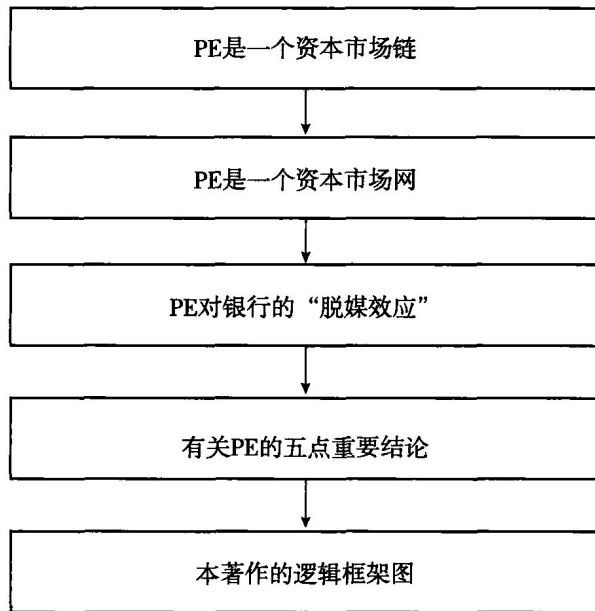 PE是一个资本市场链
PE是一个资本市场网
PE对银行的“脱媒效应”
有关PE的五点重要结论
本著作的逻辑框架图